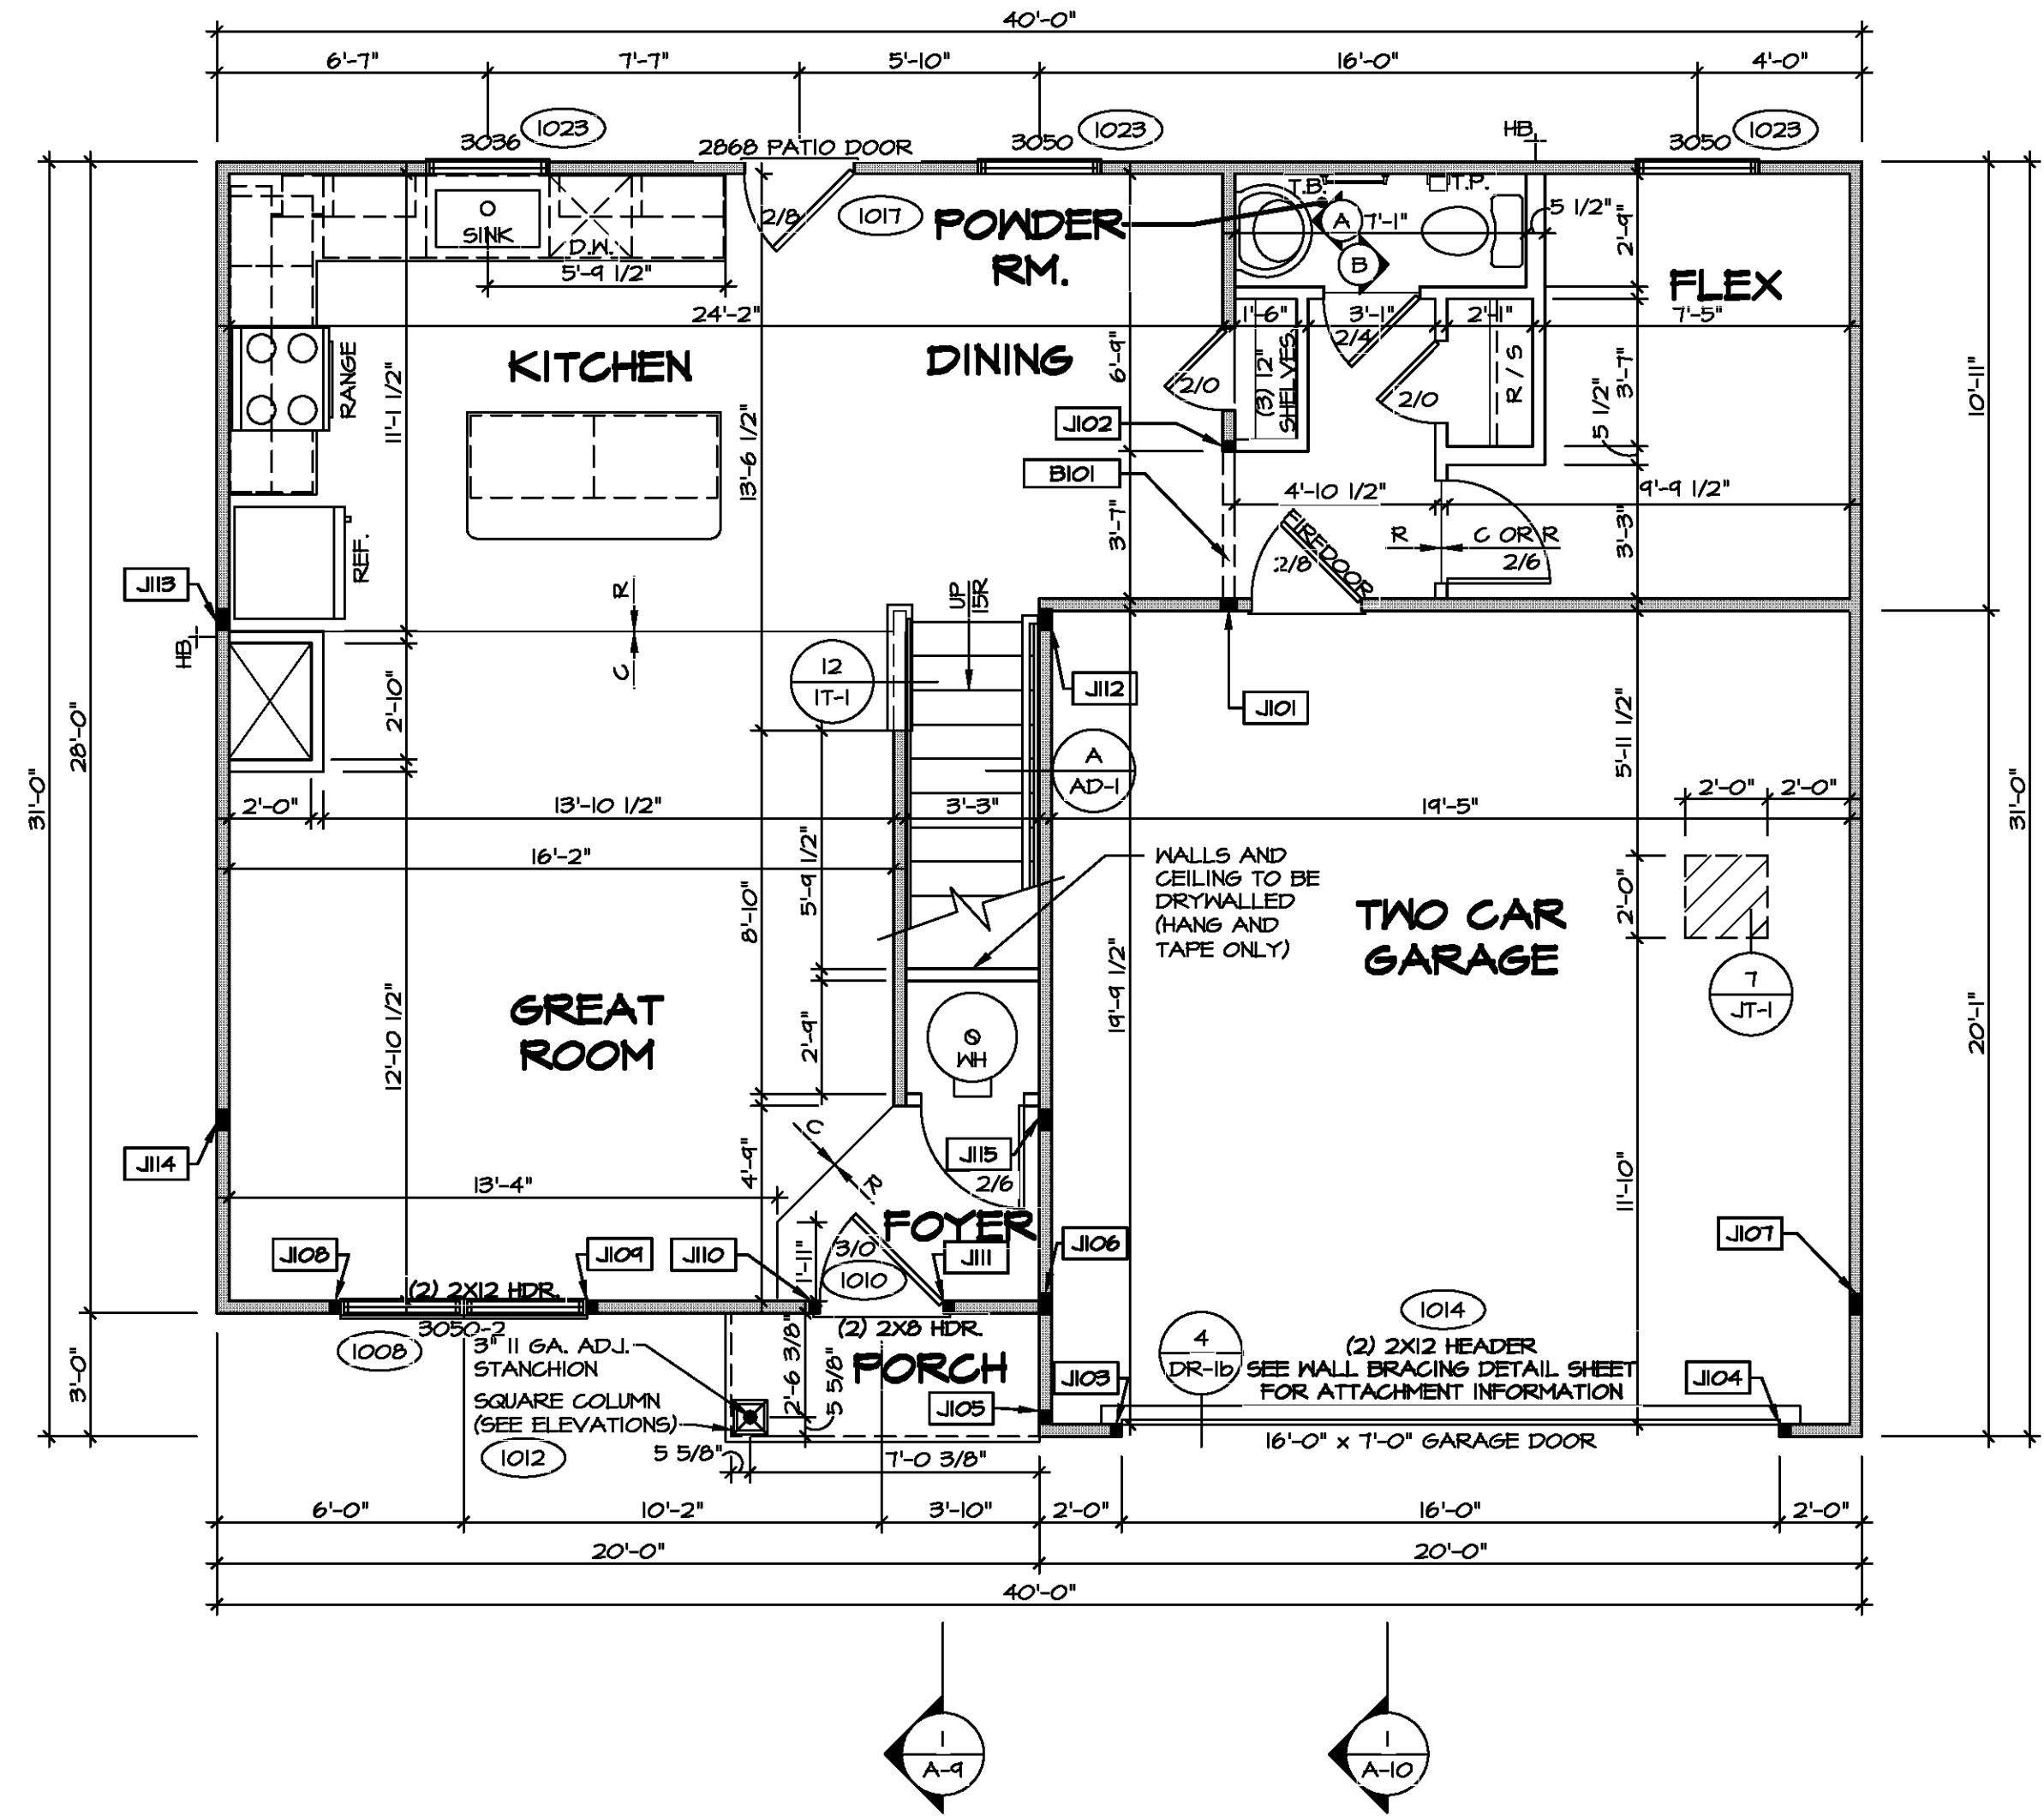 40'-0"
6'-7" 7'-7" 5'-10" 16'-0" 4'-0"
3036 1023
2868 PATIO DOOR
3050 1023
HB
3050 1023
2/8
1017
POWDER
RM.
T.B.
T.P.
A
7'-1"
B
5 1/2"
2'-9"
FLEX
SINK
D.W.
5'-9 1/2"
24'-2"
1'-6"
3'-1"
2'-1"
7'-5"
KITCHEN
DINING
RANGE
11'-1 1/2"
13'-6 1/2"
6'-9"
2/0
(3) 12"
SHELVES
2/4
2/0
R / S
5 1/2"
3'-7"
10'-11"
J102
B101
4'-10 1/2"
9'-9 1/2"
REF.
3'-7"
FIREDOOR
2/8
R
C OR R
2/6
3'-3"
J113
HB
R
C
UP
15R
12
1T-1
J112
J101
28'-0"
31'-0"
2'-10"
A
AD-1
5'-11 1/2"
2'-0"
2'-0"
31'-0"
2'-0"
13'-10 1/2"
3'-3"
19'-5"
16'-2"
8'-10"
5'-9 1/2"
WALLS AND
CEILING TO BE
DRYWALLED
(HANG AND
TAPE ONLY)
2'-0"
TWO CAR
GARAGE
7
JT-1
GREAT
ROOM
12'-10 1/2"
2'-9"
WH
19'-9 1/2"
20'-1"
J114
C
R
4'-9"
J115
2/6
11'-10"
13'-4"
FOYER
J108
J109
J110
1'-11"
3/0
1010
J111
J106
J107
(2) 2X12 HDR.
3050-2
1008
3'-0"
3" 11 GA. ADJ.
STANCHION
SQUARE COLUMN
(SEE ELEVATIONS)
1012
(2) 2X8 HDR.
2'-6 3/8"
5 5/8"
PORCH
J105
J103
4
DR-1b
1014
(2) 2X12 HEADER
SEE WALL BRACING DETAIL SHEET
FOR ATTACHMENT INFORMATION
J104
16'-0" x 7'-0" GARAGE DOOR
5 5/8"
7'-0 3/8"
6'-0" 10'-2" 3'-10" 2'-0" 16'-0" 2'-0"
20'-0" 20'-0"
40'-0"
1
A-9
1
A-10